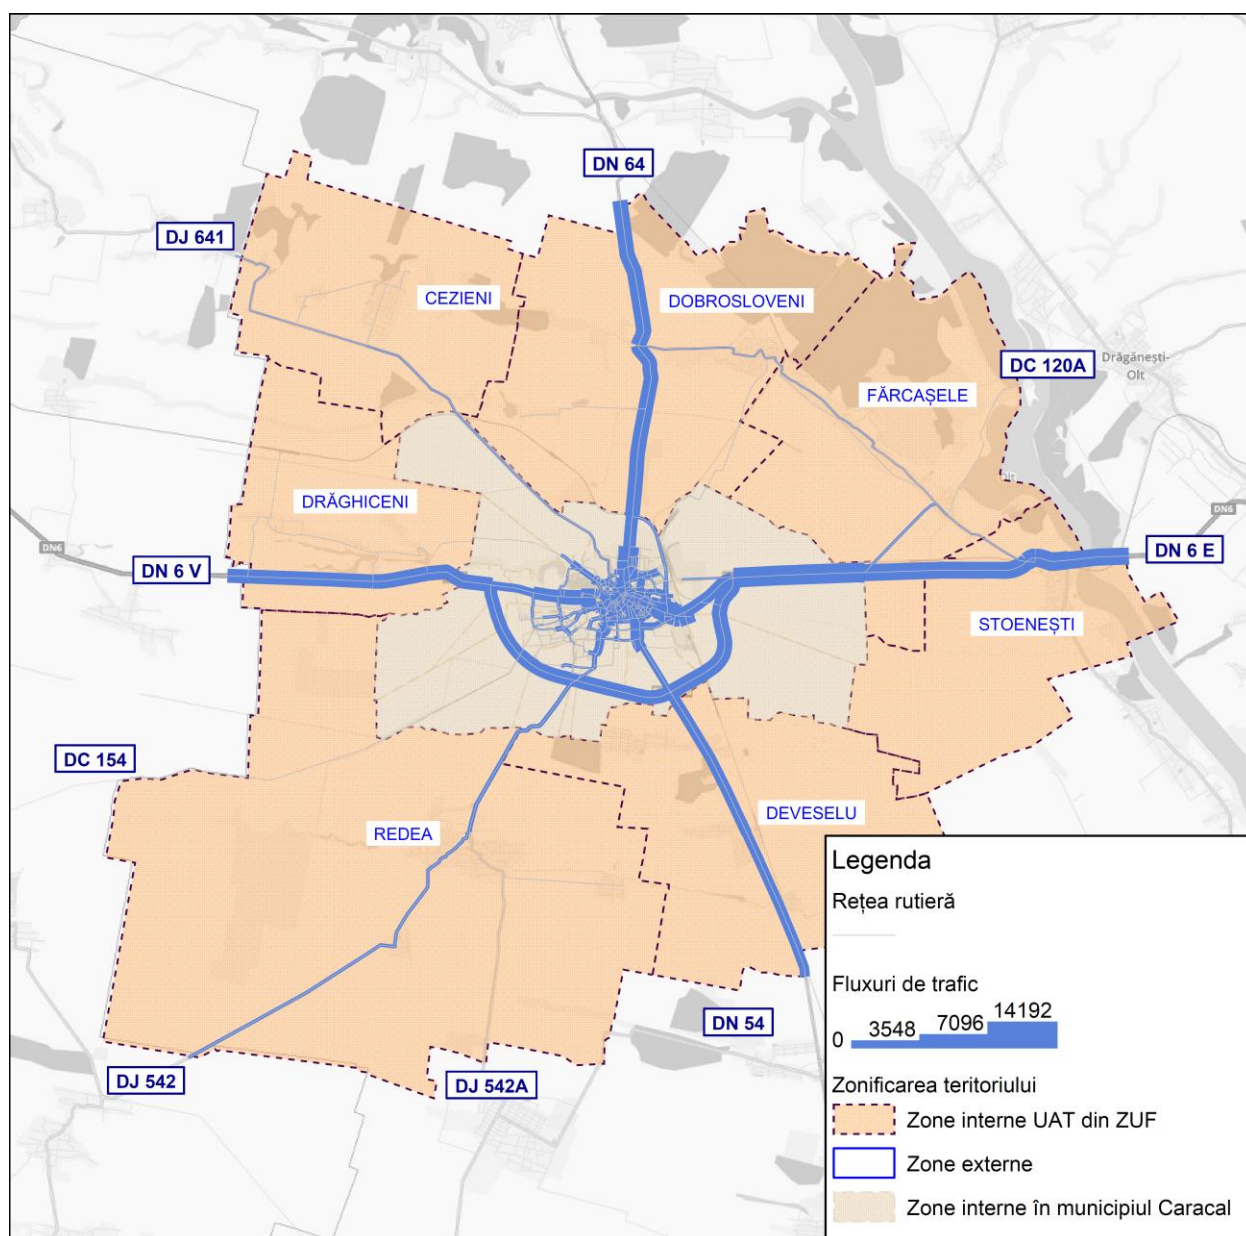 DN 64
DJ 641
CEZIENI
DOBROSLOVENI
DC 120A
Drăgănești-
Olt
FĂRCAȘELE
DRĂGHICENI
DN6
DN6
DN 6 V
DN 6 E
STOENEȘTI
DC 154
REDEA
DEVESELU
DN 54
DJ 542
DJ 542A
Legenda
Rețea rutieră
Fluxuri de trafic
0 3548 7096 14192
Zonificarea teritoriului
Zone interne UAT din ZUF
Zone externe
Zone interne în municipiul Caracal